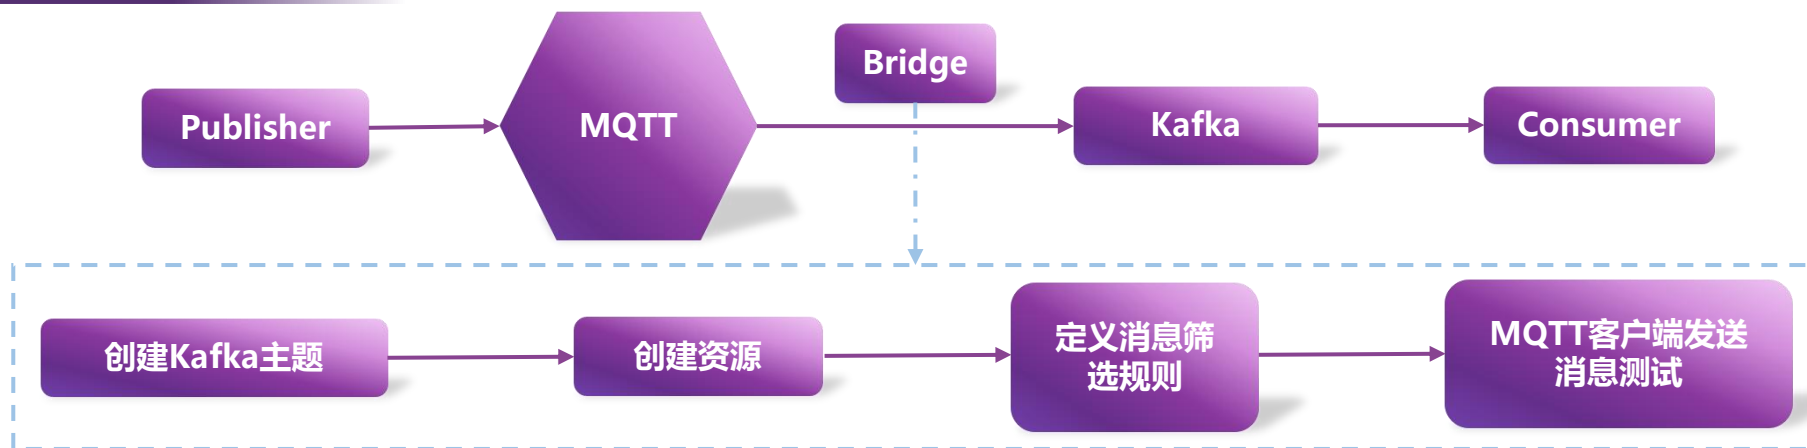 Bridge
Publisher
MQTT
Kafka
Consumer
创建Kafka主题
创建资源
定义消息筛
选规则
MQTT客户端发送
消息测试